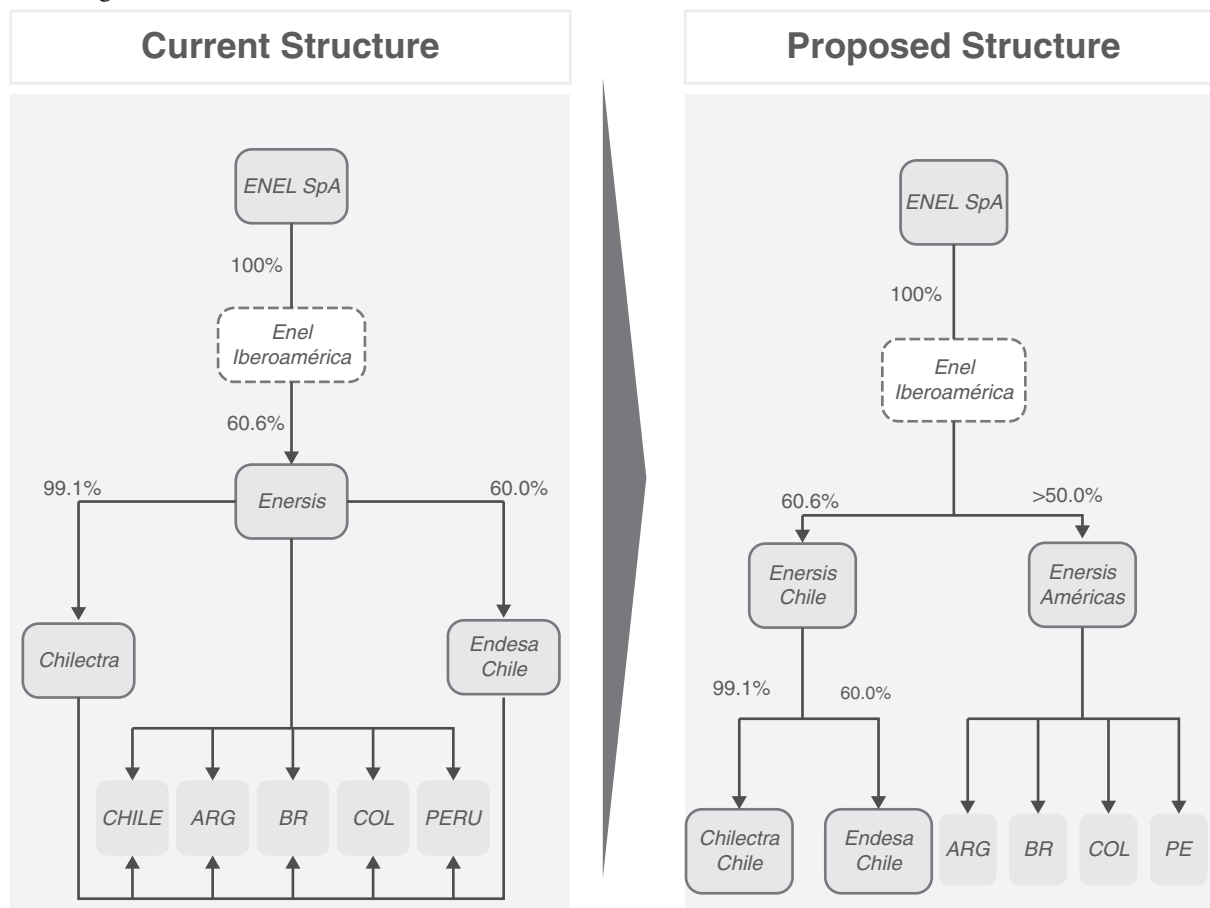 Current Structure
ENEL SpA
100%
Enel
Iberoamérica
60.6%
99.1%
Enersis
60.0%
Chilectra
Endesa
Chile
CHILE
ARG
BR
COL
PERU
Proposed Structure
ENEL SpA
100%
Enel
Iberoamérica
60.6%
>50.0%
Enersis
Chile
Enersis
Américas
99.1%
60.0%
Chilectra
Chile
Endesa
Chile
ARG
BR
COL
PE